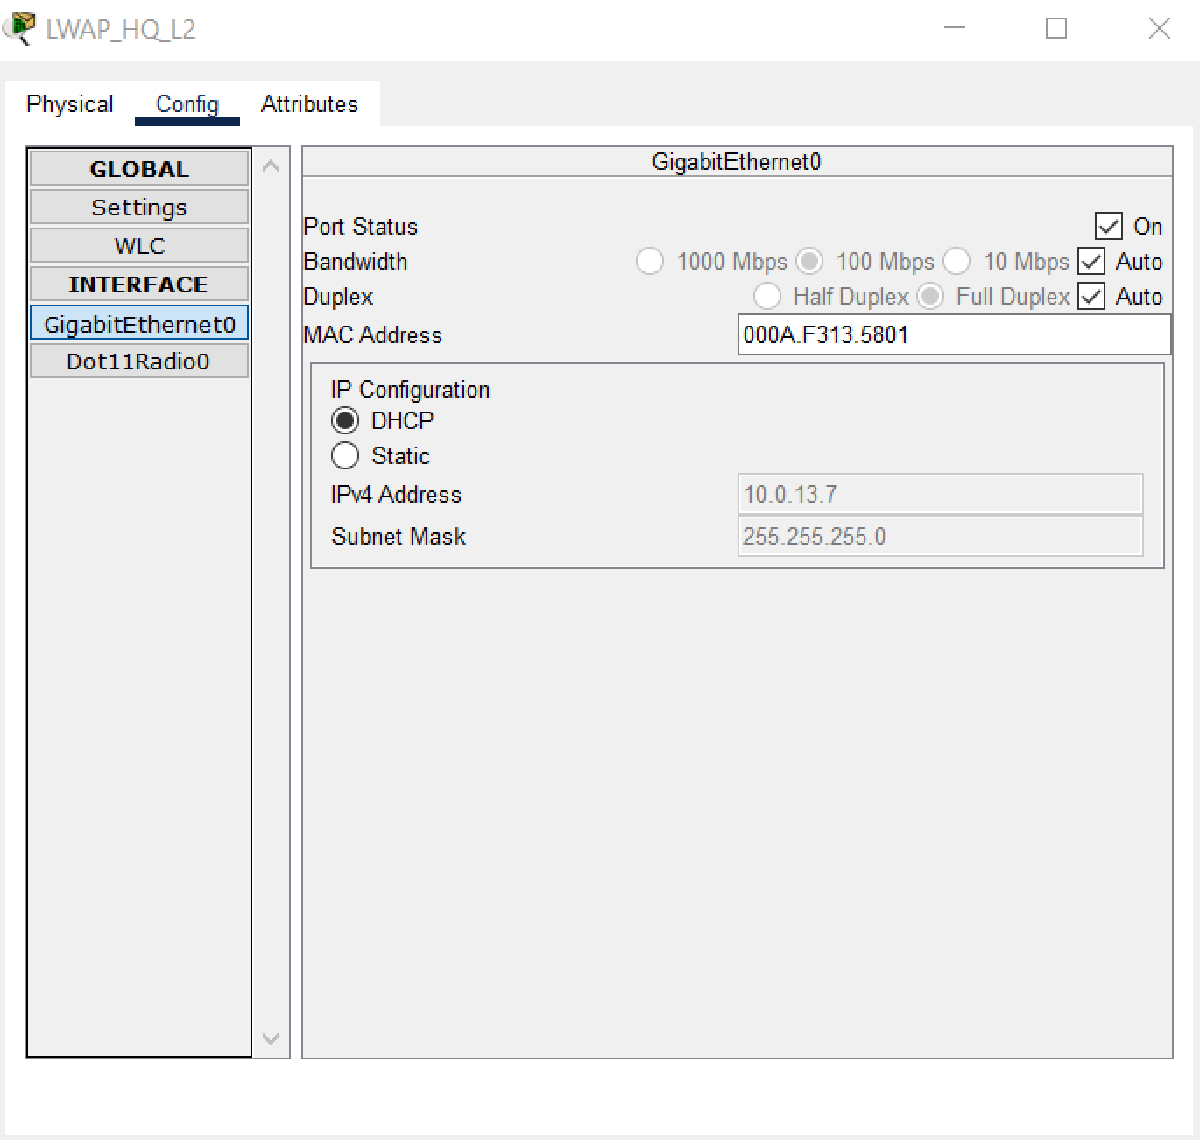 LWAP_HQ_L2
Physical Config Attributes
GLOBAL
Settings
WLC
INTERFACE
GigabitEthernet0
Dot11Radio0
GigabitEthernet0
Port Status On
Bandwidth 1000 Mbps 100 Mbps 10 Mbps Auto
Duplex Half Duplex Full Duplex Auto
MAC Address 000A.F313.5801
IP Configuration
DHCP
Static
IPv4 Address 10.0.13.7
Subnet Mask 255.255.255.0